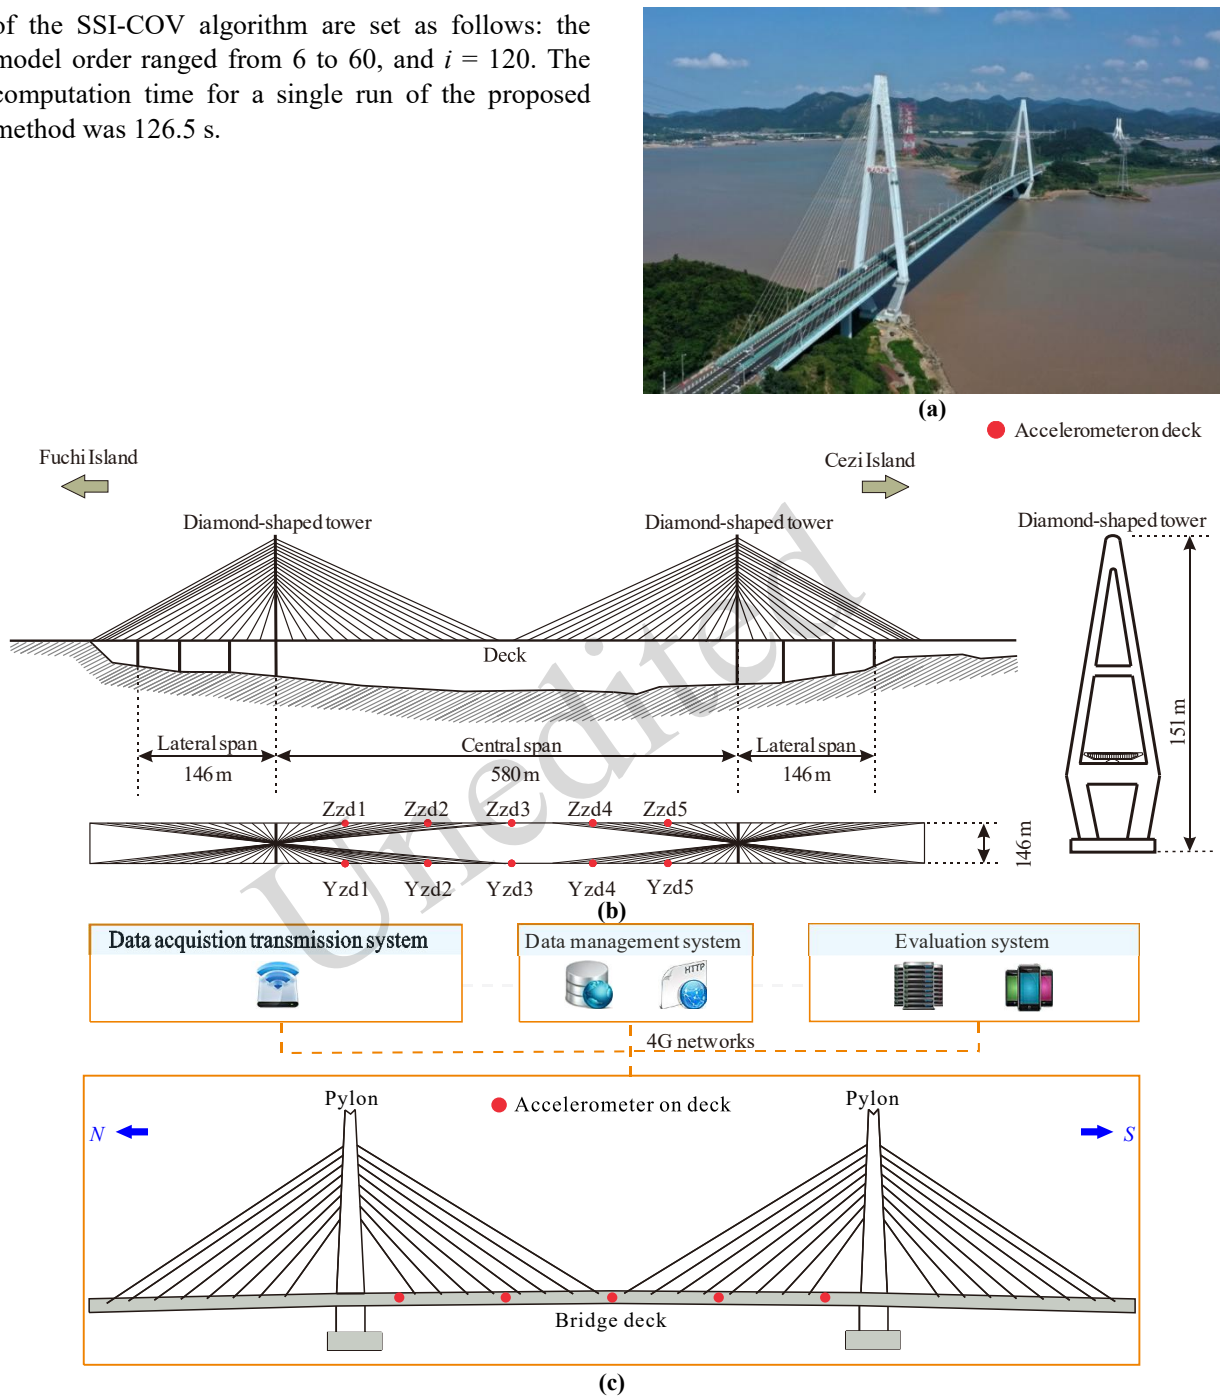 of the SSI-COV algorithm are set as follows: the
model order ranged from 6 to 60, and i = 120. The
computation time for a single run of the proposed
method was 126.5 s.
(a)
Accelerometer on deck
Fuchi Island
Cezi Island
Diamond-shaped tower
Diamond-shaped tower
Diamond-shaped tower
Deck
151 m
Lateral span
Central span
Lateral span
146 m
580 m
146 m
Zzd1
Zzd2
Zzd3
Zzd4
Zzd5
146 m
Yzd1
Yzd2
Yzd3
Yzd4
Yzd5
(b)
Unedited
Data acquistion transmission system
Data management system
Evaluation system
HTTP
4G networks
Pylon
Accelerometer on deck
Pylon
N
S
Bridge deck
(c)